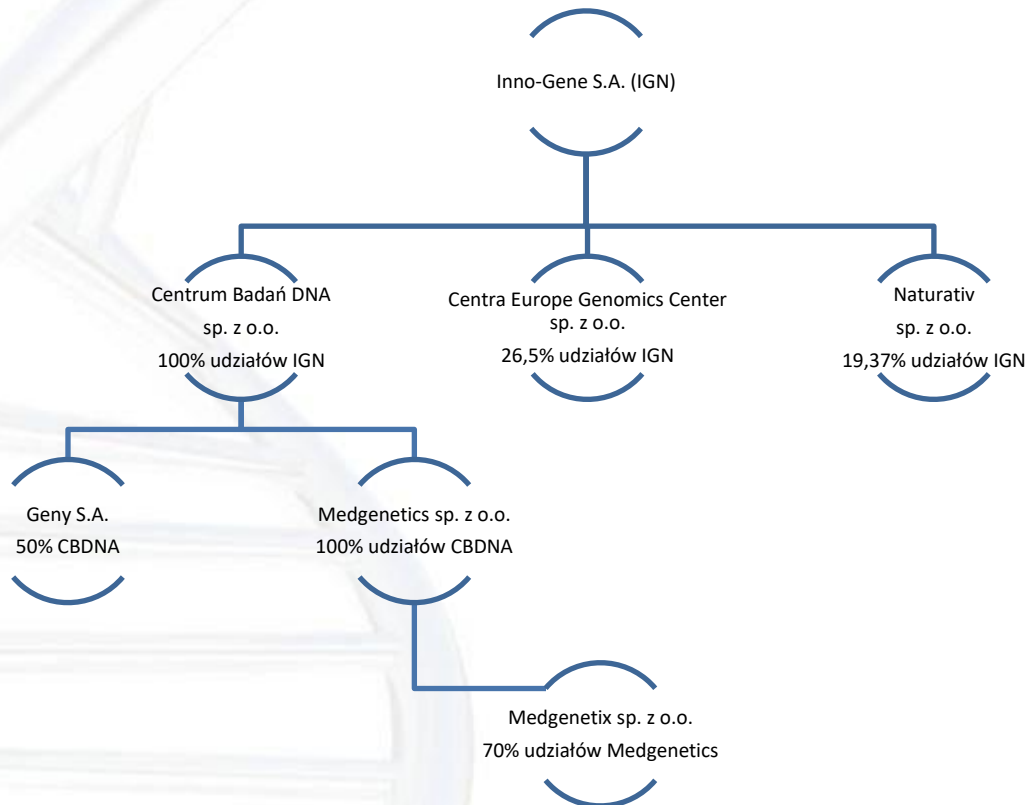 Inno-Gene S.A. (IGN)
Centrum Badań DNA
sp. z o.o.
100% udziałów IGN
Centra Europe Genomics Center
sp. z o.o.
26,5% udziałów IGN
Naturativ
sp. z o.o.
19,37% udziałów IGN
Geny S.A.
50% CBDNA
Medgenetics sp. z o.o.
100% udziałów CBDNA
Medgenetix sp. z o.o.
70% udziałów Medgenetics